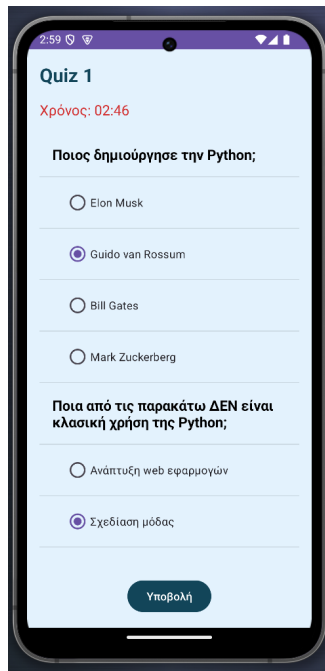 2:59
Quiz 1
Χρόνος: 02:46
Ποιος δημιούργησε την Python;
Elon Musk
Guido van Rossum
Bill Gates
Mark Zuckerberg
Ποια από τις παρακάτω ΔΕΝ είναι
κλασική χρήση της Python;
Ανάπτυξη web εφαρμογών
Σχεδίαση μόδας
Υποβολή